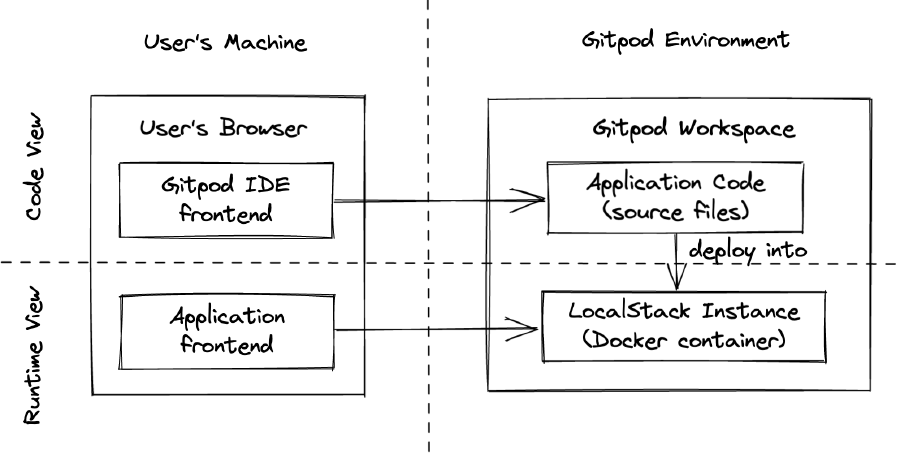 User's Machine
Gitpod Environment
Code View
User's Browser
Gitpod IDE
frontend
Gitpod Workspace
Application Code
(source files)
deploy into
Runtime View
Application
frontend
LocalStack Instance
(Docker container)